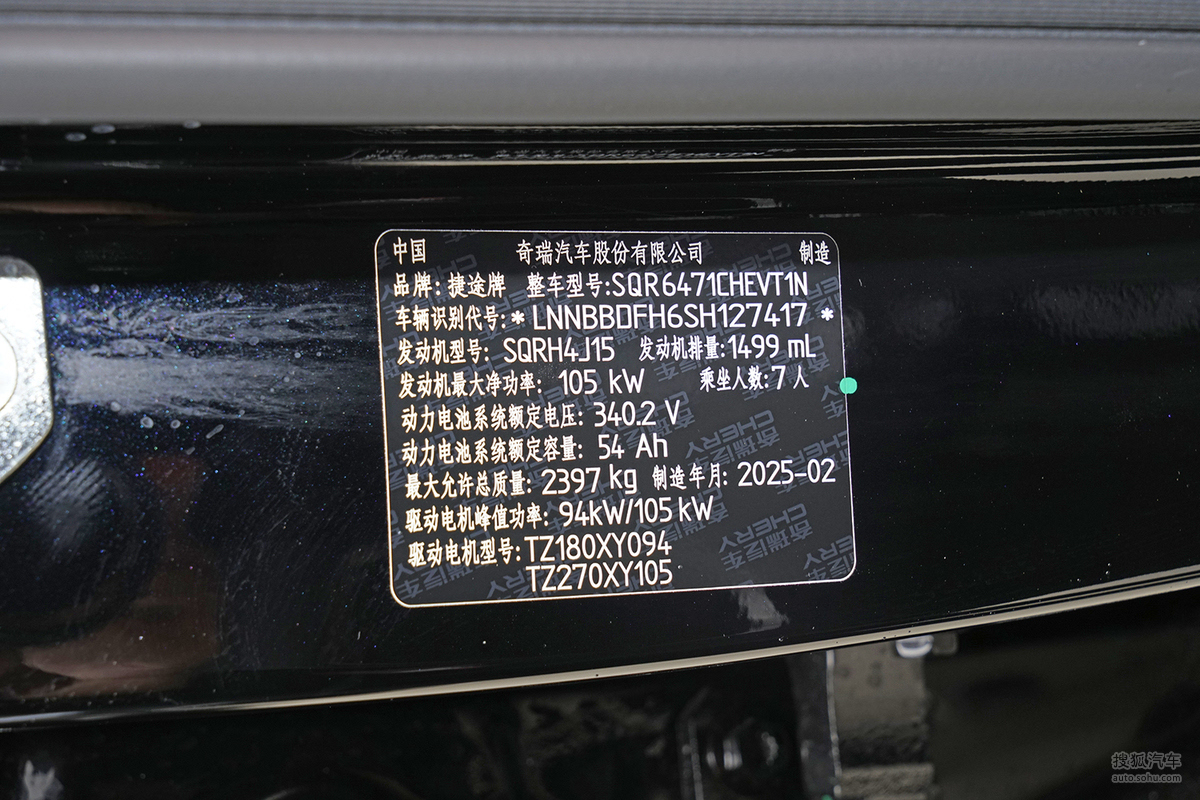 中国 奇瑞汽车股份有限公司 制造
品牌: 捷途牌 整车型号:SQR6471CHEVT1N
车辆识别代号:* LNNBBDFH6SH127417 *
发动机型号: SQRH4J15 发动机排量:1499 mL
发动机最大净功率: 105 kW 乘坐人数:7 人
动力电池系统额定电压: 340.2 V
动力电池系统额定容量: 54 Ah
最大允许总质量: 2397 kg 制造年月: 2025-02
驱动电机峰值功率: 94kW/105 kW
驱动电机型号:TZ180XY094
TZ270XY105
奇瑞汽车
CHERY
搜狐汽车
auto.sohu.com